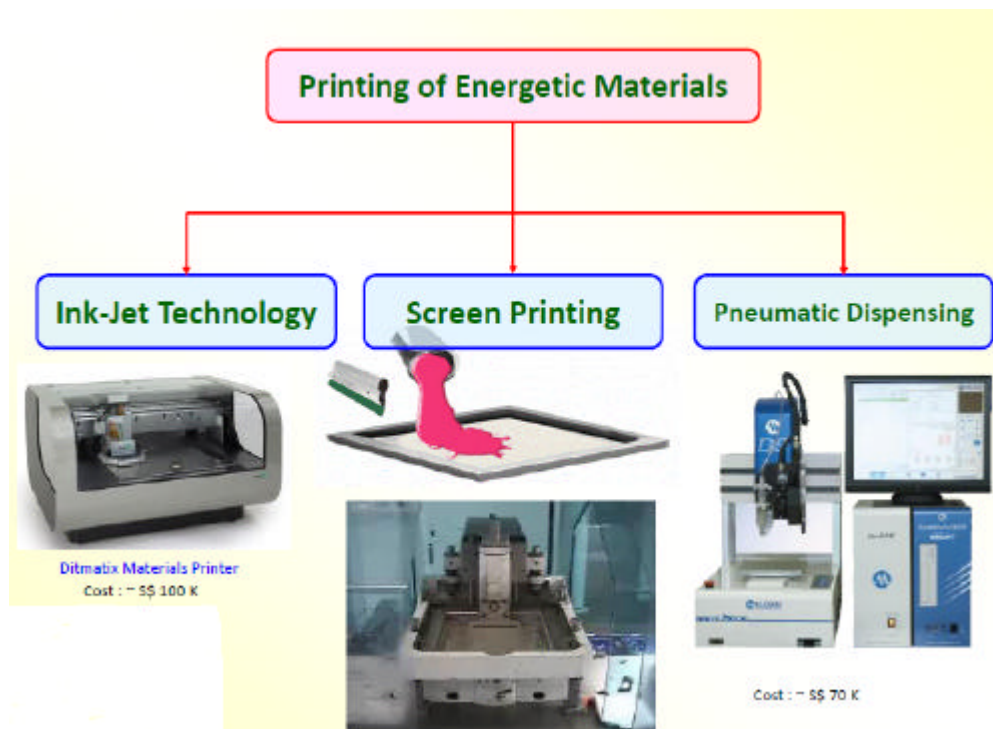 Printing of Energetic Materials
Ink-Jet Technology
Screen Printing
Pneumatic Dispensing
Ditmatix Materials Printer
Cost : ~ S$ 100 K
Cost : ~ S$ 70 K